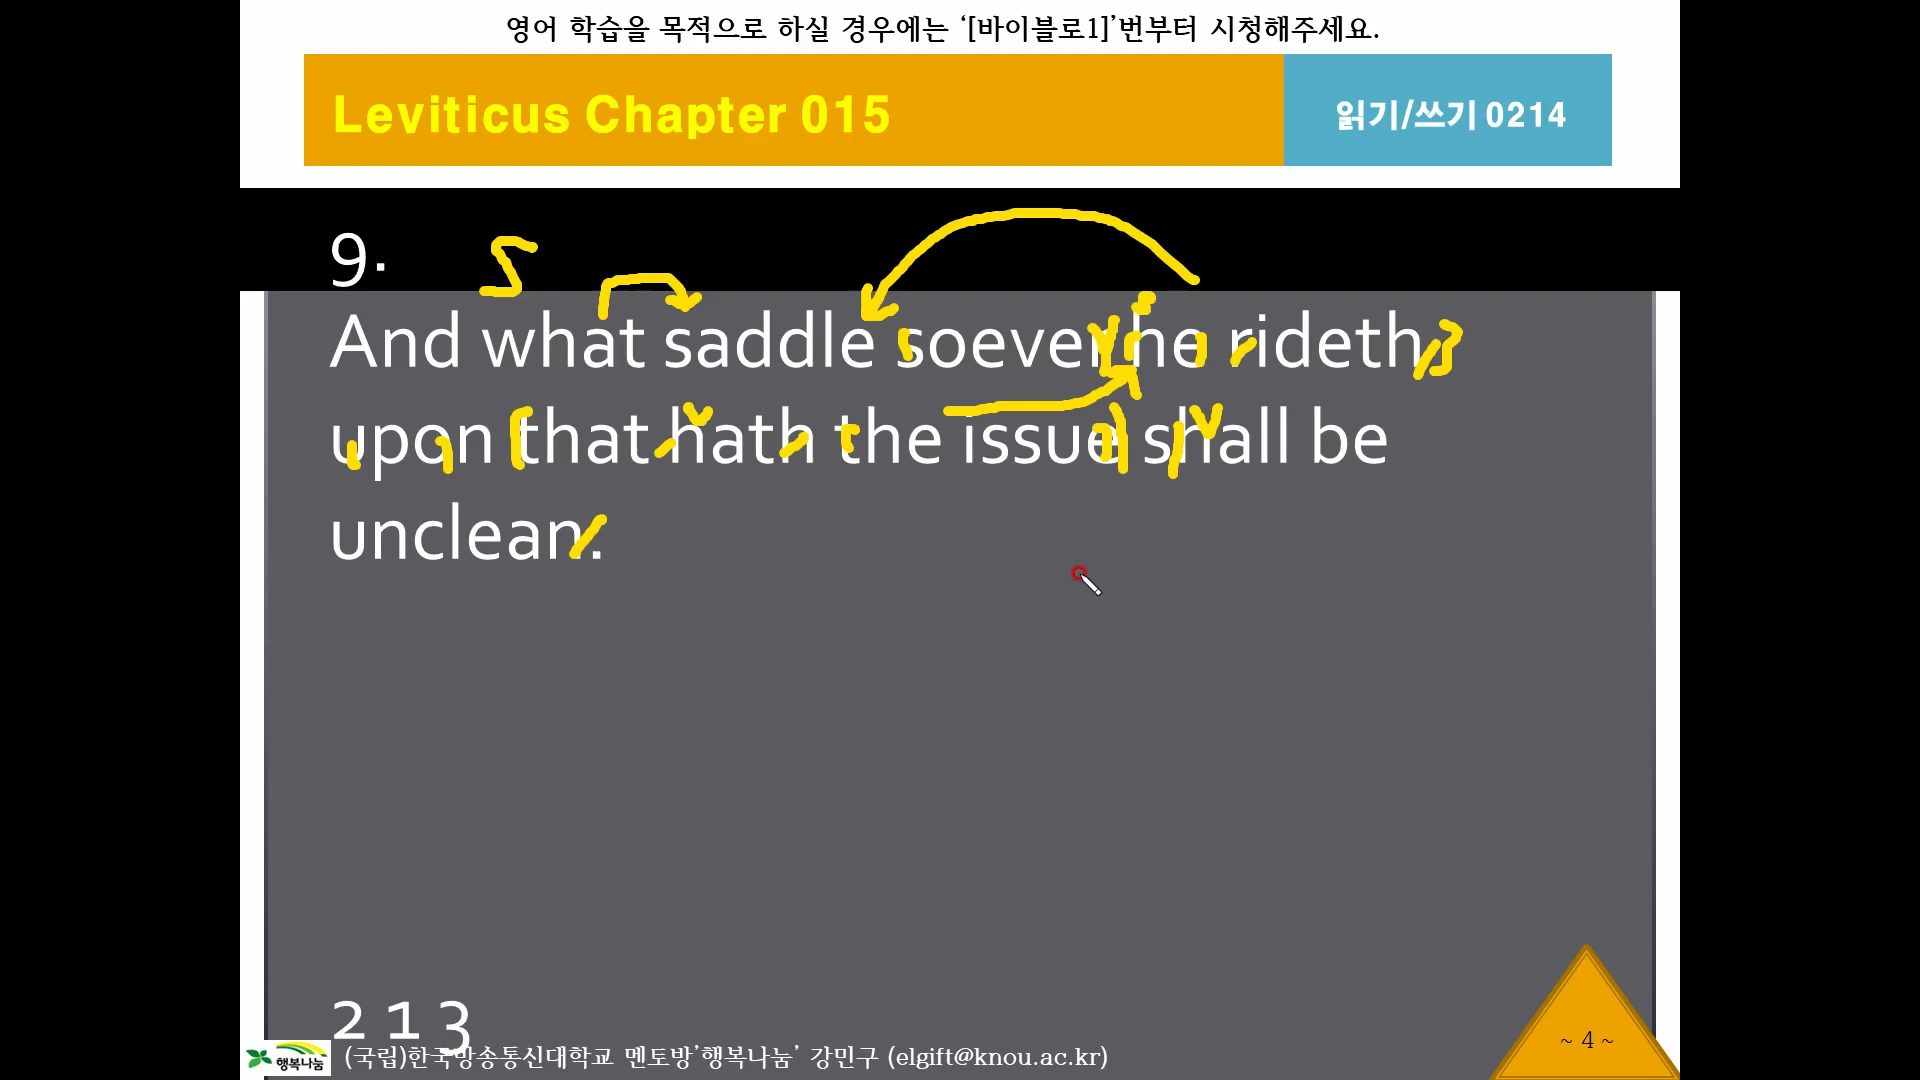 영어 학습을 목적으로 하실 경우에는 ‘[바이블로1]’번부터 시청해주세요.
Leviticus Chapter 015
읽기/쓰기 0214
9.
And what saddle soever he rideth
upon that hath the issue shall be
unclean.
213
행복나눔
(국립)한국방송통신대학교 멘토방’행복나눔’ 강민구 (elgift@knou.ac.kr)
~ 4 ~